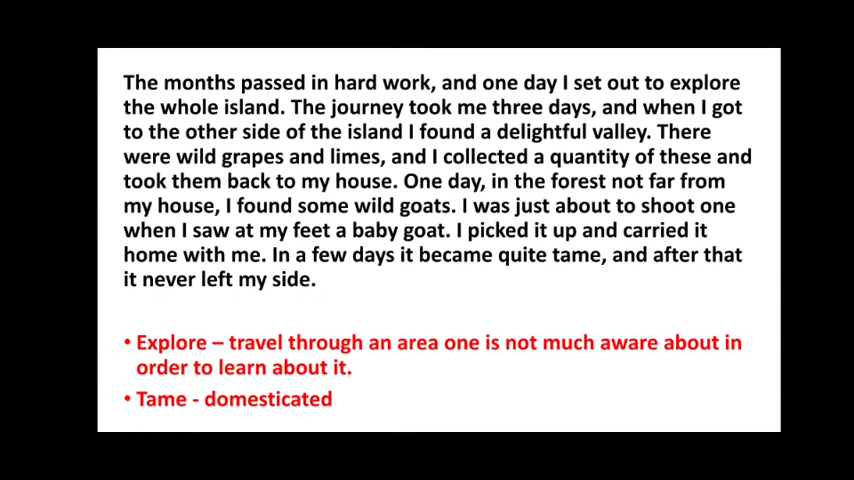 The months passed in hard work, and one day I set out to explore
the whole island. The journey took me three days, and when I got
to the other side of the island I found a delightful valley. There
were wild grapes and limes, and I collected a quantity of these and
took them back to my house. One day, in the forest not far from
my house, I found some wild goats. I was just about to shoot one
when I saw at my feet a baby goat. I picked it up and carried it
home with me. In a few days it became quite tame, and after that
it never left my side.
• Explore – travel through an area one is not much aware about in
order to learn about it.
• Tame - domesticated